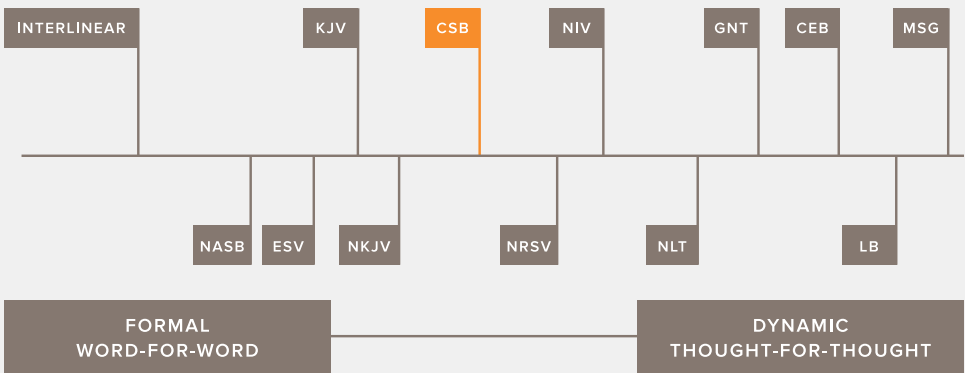 INTERLINEAR
KJV
CSB
NIV
GNT
CEB
MSG
NASB
ESV
NKJV
NRSV
NLT
LB
FORMAL
WORD-FOR-WORD
DYNAMIC
THOUGHT-FOR-THOUGHT